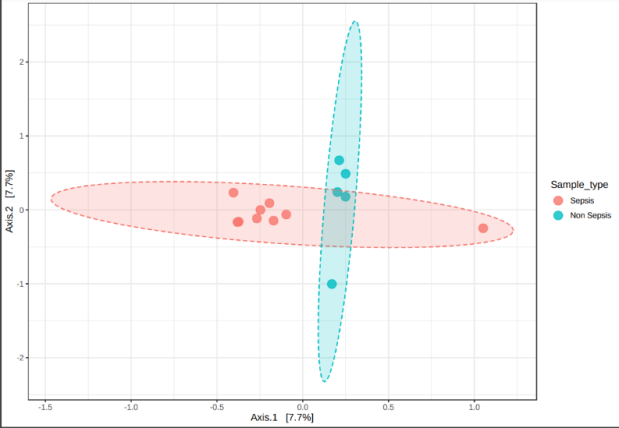 2
1
0
-1
-2
Axis.2 [7.7%]
-1.5 -1.0 -0.5 0.0 0.5 1.0
Axis.1 [7.7%]
Sample_type
Sepsis
Non Sepsis